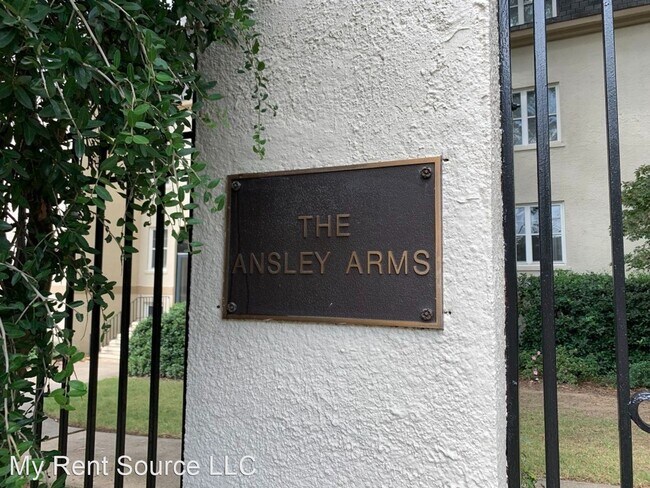 THE
ANSLEY ARMS
My Rent Source LLC